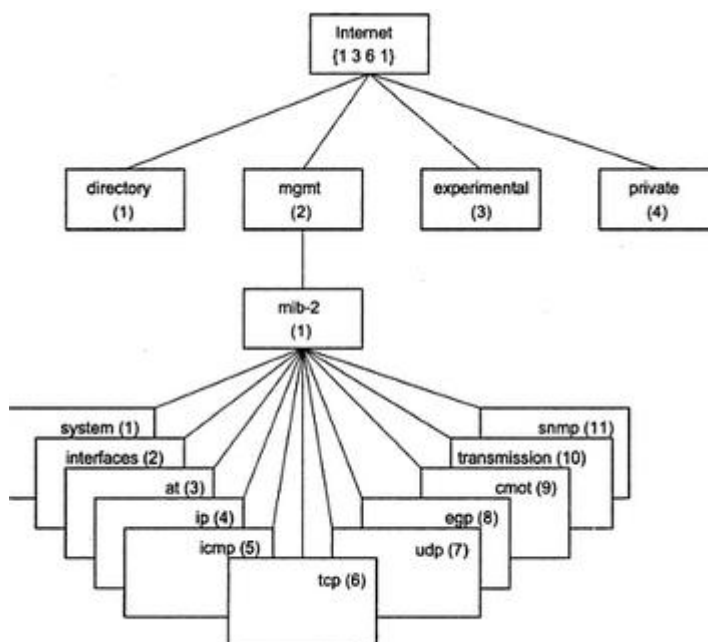 Internet
{1 3 6 1}
directory
(1)
mgmt
(2)
experimental
(3)
private
(4)
mib-2
(1)
system (1)
snmp (11)
interfaces (2)
transmission (10)
at (3)
cmot (9)
ip (4)
egp (8)
icmp (5)
udp (7)
tcp (6)